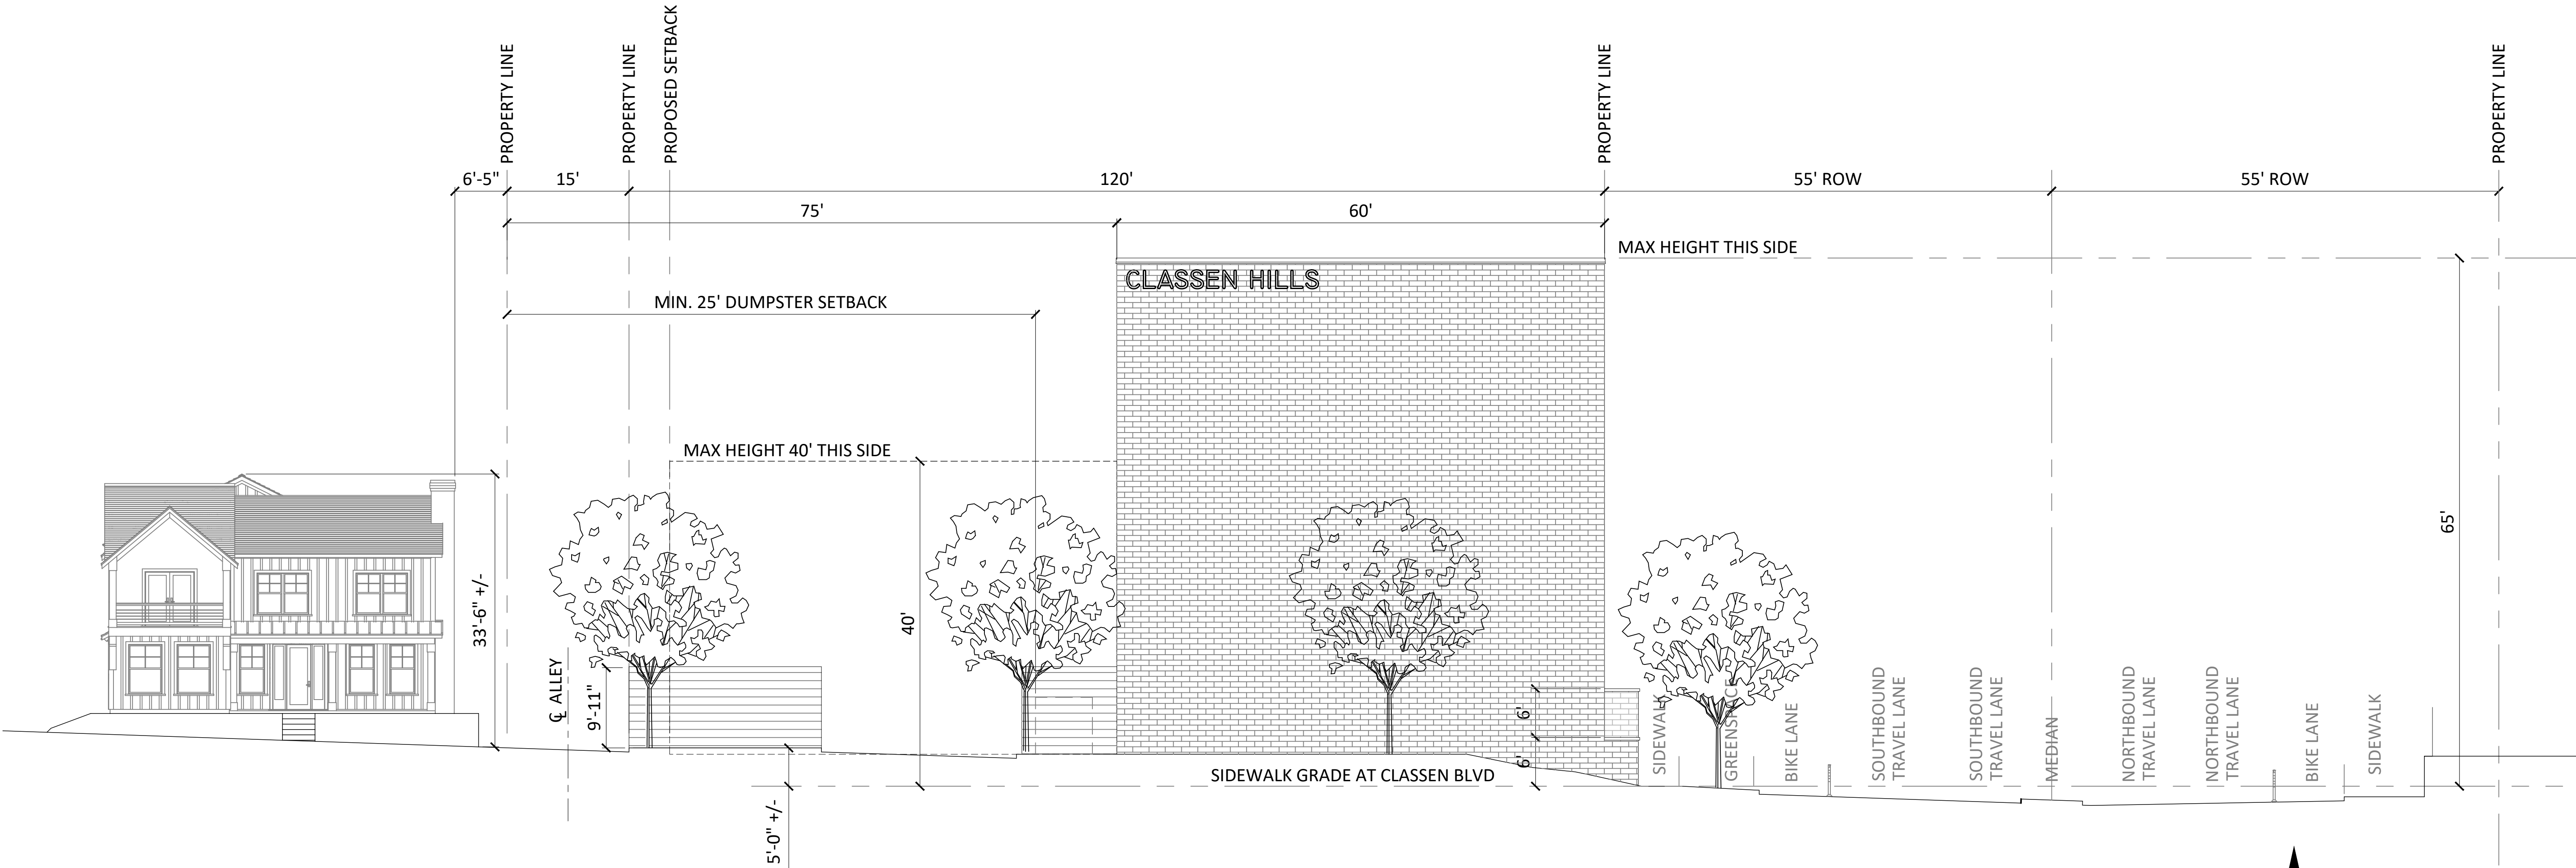 PROPERTY LINE
PROPERTY LINE
PROPOSED SETBACK
PROPERTY LINE
PROPERTY LINE
6'-5"
15'
120'
55' ROW
55' ROW
75'
60'
MAX HEIGHT THIS SIDE
CLASSEN HILLS
MIN. 25' DUMPSTER SETBACK
MAX HEIGHT 40' THIS SIDE
65'
33'-6" +/-
40'
℄ ALLEY
9'-11"
6'
6'
SIDEWALK
GREENSPACE
BIKE LANE
SOUTHBOUND
TRAVEL LANE
SOUTHBOUND
TRAVEL LANE
MEDIAN
NORTHBOUND
TRAVEL LANE
NORTHBOUND
TRAVEL LANE
BIKE LANE
SIDEWALK
SIDEWALK GRADE AT CLASSEN BLVD
5'-0" +/-